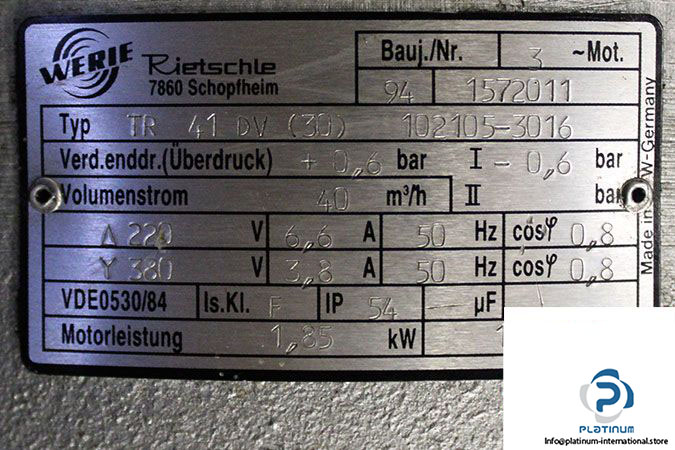 WERIE Rietschle
7860 Schopfheim
Bauj./Nr. 3 ~Mot.
94 1572011
Typ TR 41 DV (30) 102105-3016
Verd.enddr.(Überdruck) + 0,6 bar I - 0,6 bar
Volumenstrom 40 m³/h II bar
Δ 220 V 6,6 A 50 Hz cosφ 0,8
Y 380 V 3,8 A 50 Hz cosφ 0,8
VDE0530/84 Is.Kl. F IP 54 µF
Motorleistung 1,85 kW
Made in W-Germany
PLATINUM
Info@platinum-international.store